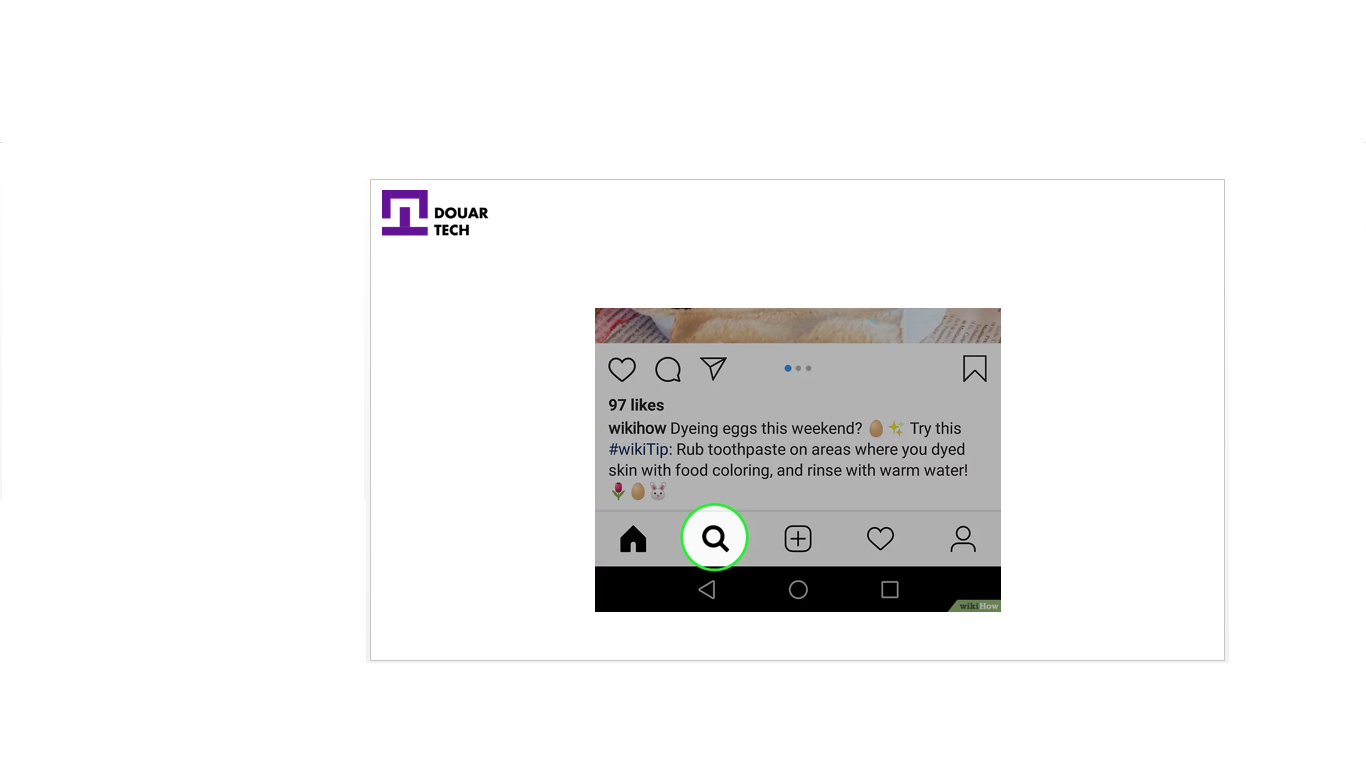 DOUAR
TECH
97 likes
wikihow Dyeing eggs this weekend? 🥚✨ Try this
#wikiTip: Rub toothpaste on areas where you dyed
skin with food coloring, and rinse with warm water!
🌷🥚🐰
wikiHow